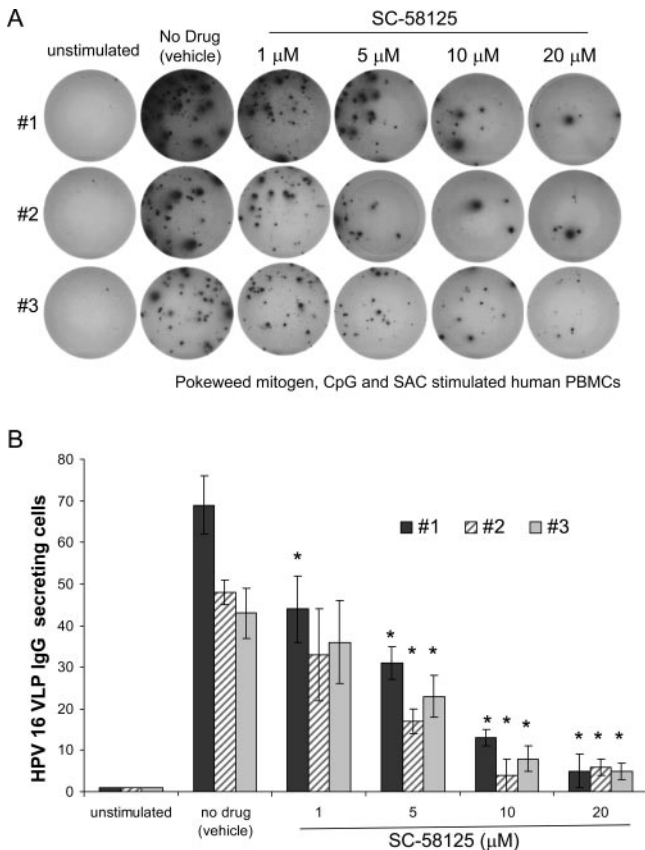 A
SC-58125
unstimulated
No Drug
(vehicle)
1 μM
5 μM
10 μM
20 μM
#1
#2
#3
Pokeweed mitogen, CpG and SAC stimulated human PBMCs
B
80
70
60
50
40
30
20
10
0
HPV 16 VLP IgG secreting cells
#1 #2 #3
*
* * *
* * *
* * *
unstimulated
no drug
(vehicle)
1
5
10
20
SC-58125 (μM)